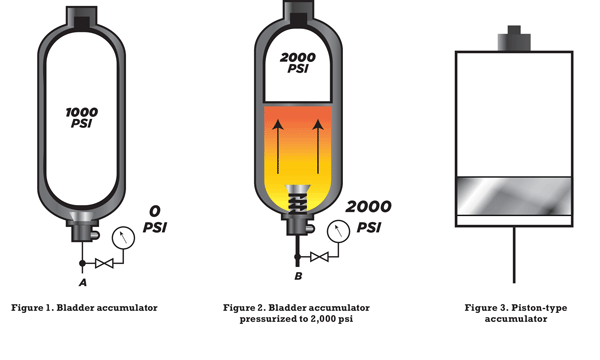 1000
PSI
0
PSI
A
Figure 1. Bladder accumulator
2000
PSI
2000
PSI
B
Figure 2. Bladder accumulator
pressurized to 2,000 psi
Figure 3. Piston-type
accumulator